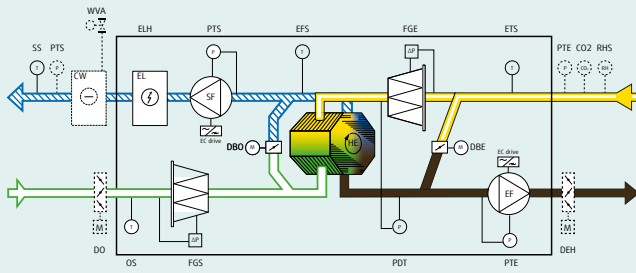 WVA
SS
PTS
ELH
PTS
EFS
FGE
ETS
PTE
CO2
RHS
T
P
CW
EL
P
T
ΔP
T
P
CO₂
RH
SF
EC drive
DBO
M
HE
M
DBE
EC drive
EF
M
T
ΔP
P
P
M
DO
OS
FGS
PDT
PTE
DEH